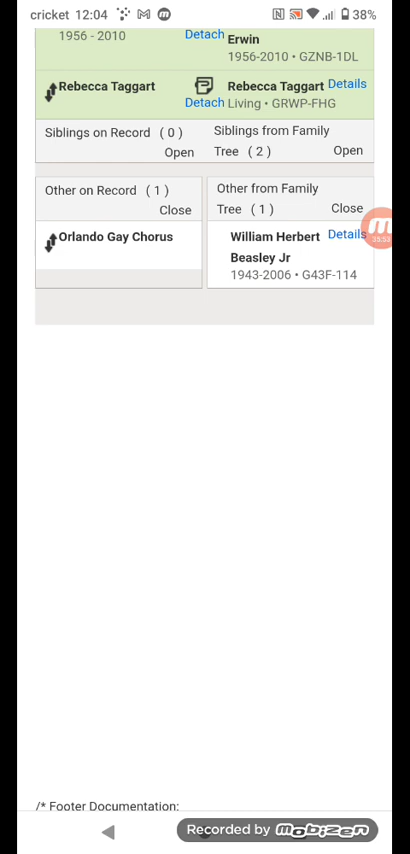 cricket 12:04 38%
1956 - 2010 Detach Erwin
1956-2010 • GZNB-1DL
Rebecca Taggart Rebecca Taggart Details
Detach Living • GRWP-FHG
Siblings on Record ( 0 )
Open
Siblings from Family
Tree ( 2 ) Open
Other on Record ( 1 )
Close
Other from Family
Tree ( 1 ) Close
Orlando Gay Chorus
William Herbert Details
Beasley Jr
1943-2006 • G43F-114
33:53
/* Footer Documentation:
Recorded by mobizen